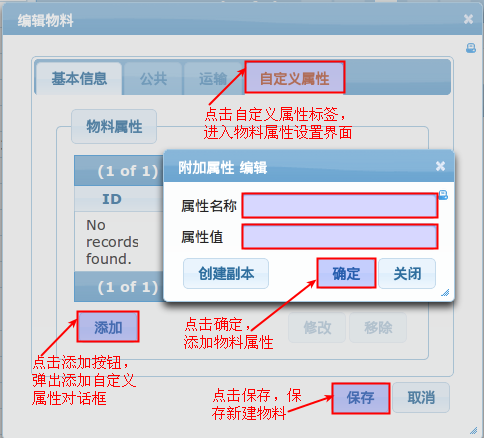 编辑物料
基本信息 公共 运输 自定义属性
点击自定义属性标签，
进入物料属性设置界面
物料属性
(1 of 1)
ID
No
records
found.
(1 of 1)
附加属性 编辑
属性名称
属性值
创建副本 确定 关闭
添加
点击确定，
添加物料属性
修改 移除
点击添加按钮，
弹出添加自定义
属性对话框
点击保存，保
存新建物料
保存 取消